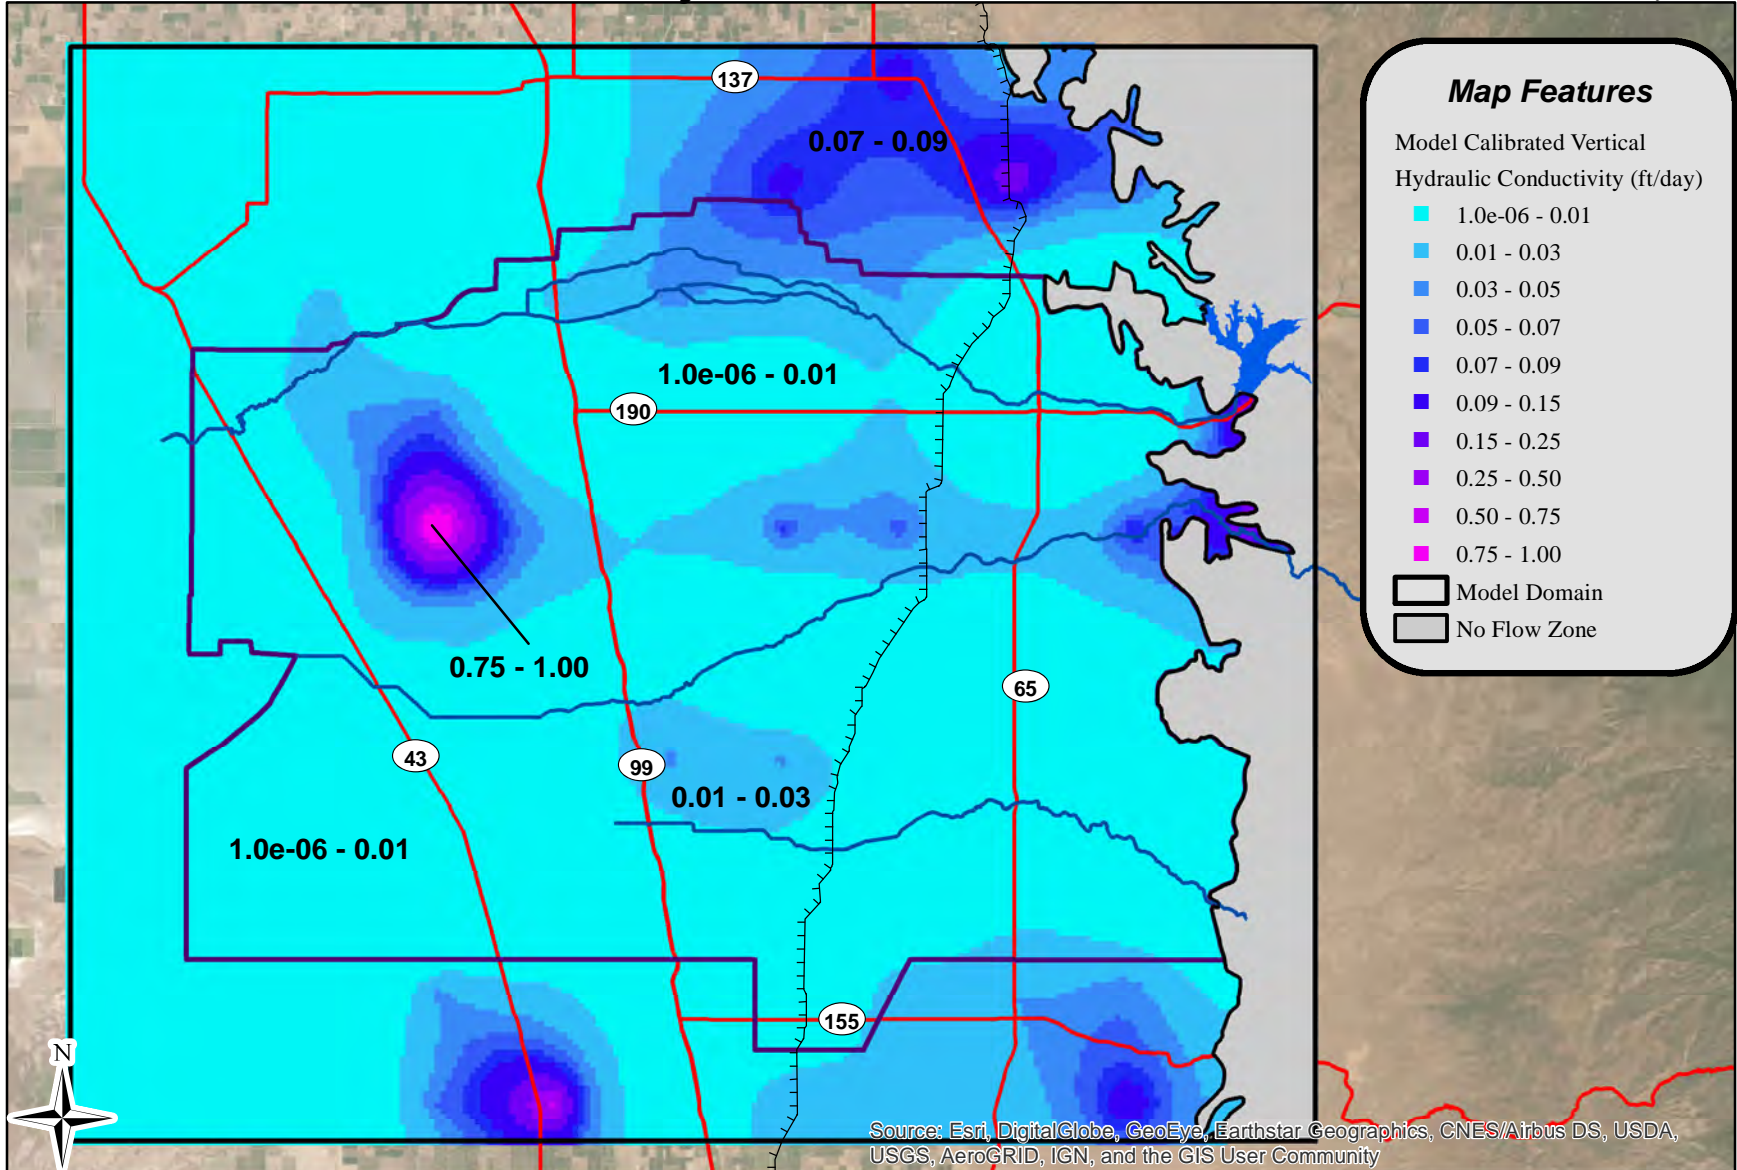 137
0.07 - 0.09
1.0e-06 - 0.01
190
0.75 - 1.00
65
43
99
0.01 - 0.03
1.0e-06 - 0.01
155
N
Map Features
Model Calibrated Vertical
Hydraulic Conductivity (ft/day)
1.0e-06 - 0.01
0.01 - 0.03
0.03 - 0.05
0.05 - 0.07
0.07 - 0.09
0.09 - 0.15
0.15 - 0.25
0.25 - 0.50
0.50 - 0.75
0.75 - 1.00
Model Domain
No Flow Zone
Source: Esri, DigitalGlobe, GeoEye, Earthstar Geographics, CNES/Airbus DS, USDA,
USGS, AeroGRID, IGN, and the GIS User Community